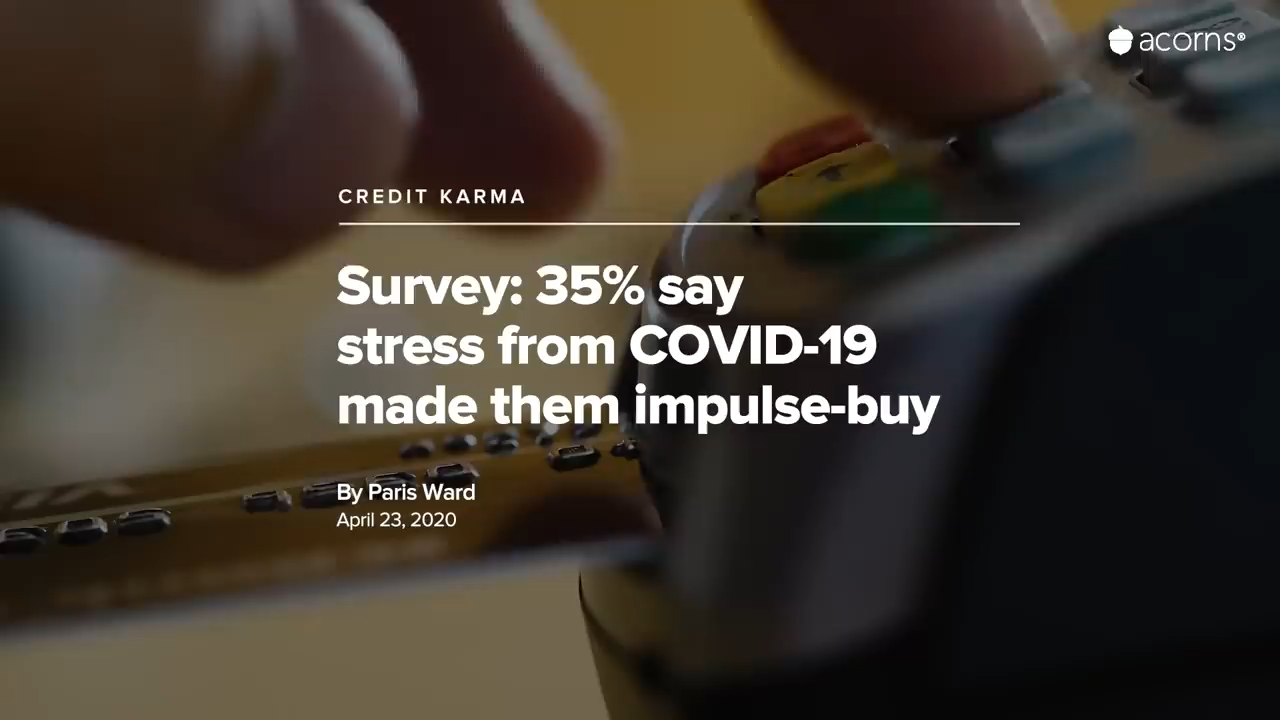 acorns®
CREDIT KARMA
Survey: 35% say
stress from COVID-19
made them impulse-buy
By Paris Ward
April 23, 2020